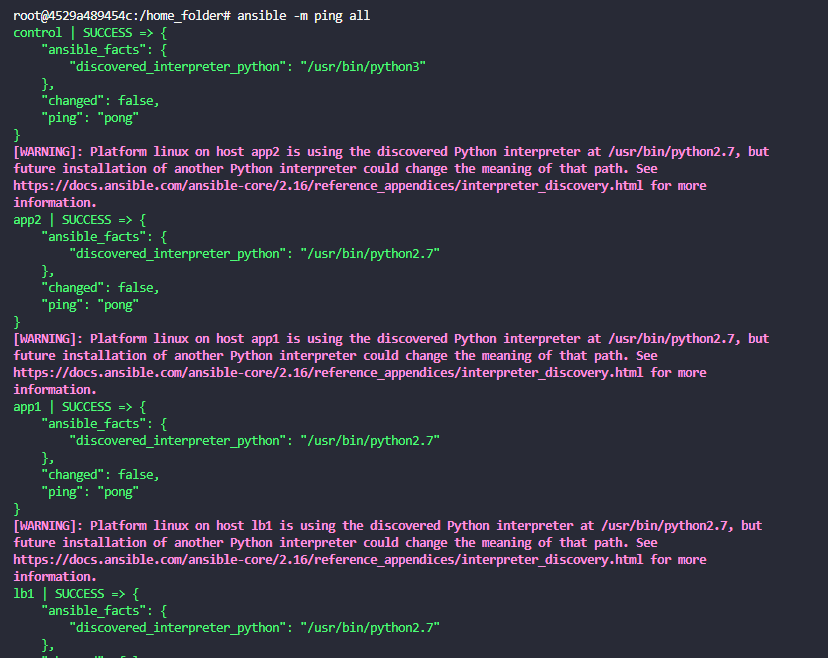 root@4529a489454c:/home_folder# ansible -m ping all
control | SUCCESS => {
    "ansible_facts": {
        "discovered_interpreter_python": "/usr/bin/python3"
    },
    "changed": false,
    "ping": "pong"
}
[WARNING]: Platform linux on host app2 is using the discovered Python interpreter at /usr/bin/python2.7, but
future installation of another Python interpreter could change the meaning of that path. See
https://docs.ansible.com/ansible-core/2.16/reference_appendices/interpreter_discovery.html for more
information.
app2 | SUCCESS => {
    "ansible_facts": {
        "discovered_interpreter_python": "/usr/bin/python2.7"
    },
    "changed": false,
    "ping": "pong"
}
[WARNING]: Platform linux on host app1 is using the discovered Python interpreter at /usr/bin/python2.7, but
future installation of another Python interpreter could change the meaning of that path. See
https://docs.ansible.com/ansible-core/2.16/reference_appendices/interpreter_discovery.html for more
information.
app1 | SUCCESS => {
    "ansible_facts": {
        "discovered_interpreter_python": "/usr/bin/python2.7"
    },
    "changed": false,
    "ping": "pong"
}
[WARNING]: Platform linux on host lb1 is using the discovered Python interpreter at /usr/bin/python2.7, but
future installation of another Python interpreter could change the meaning of that path. See
https://docs.ansible.com/ansible-core/2.16/reference_appendices/interpreter_discovery.html for more
information.
lb1 | SUCCESS => {
    "ansible_facts": {
        "discovered_interpreter_python": "/usr/bin/python2.7"
    },